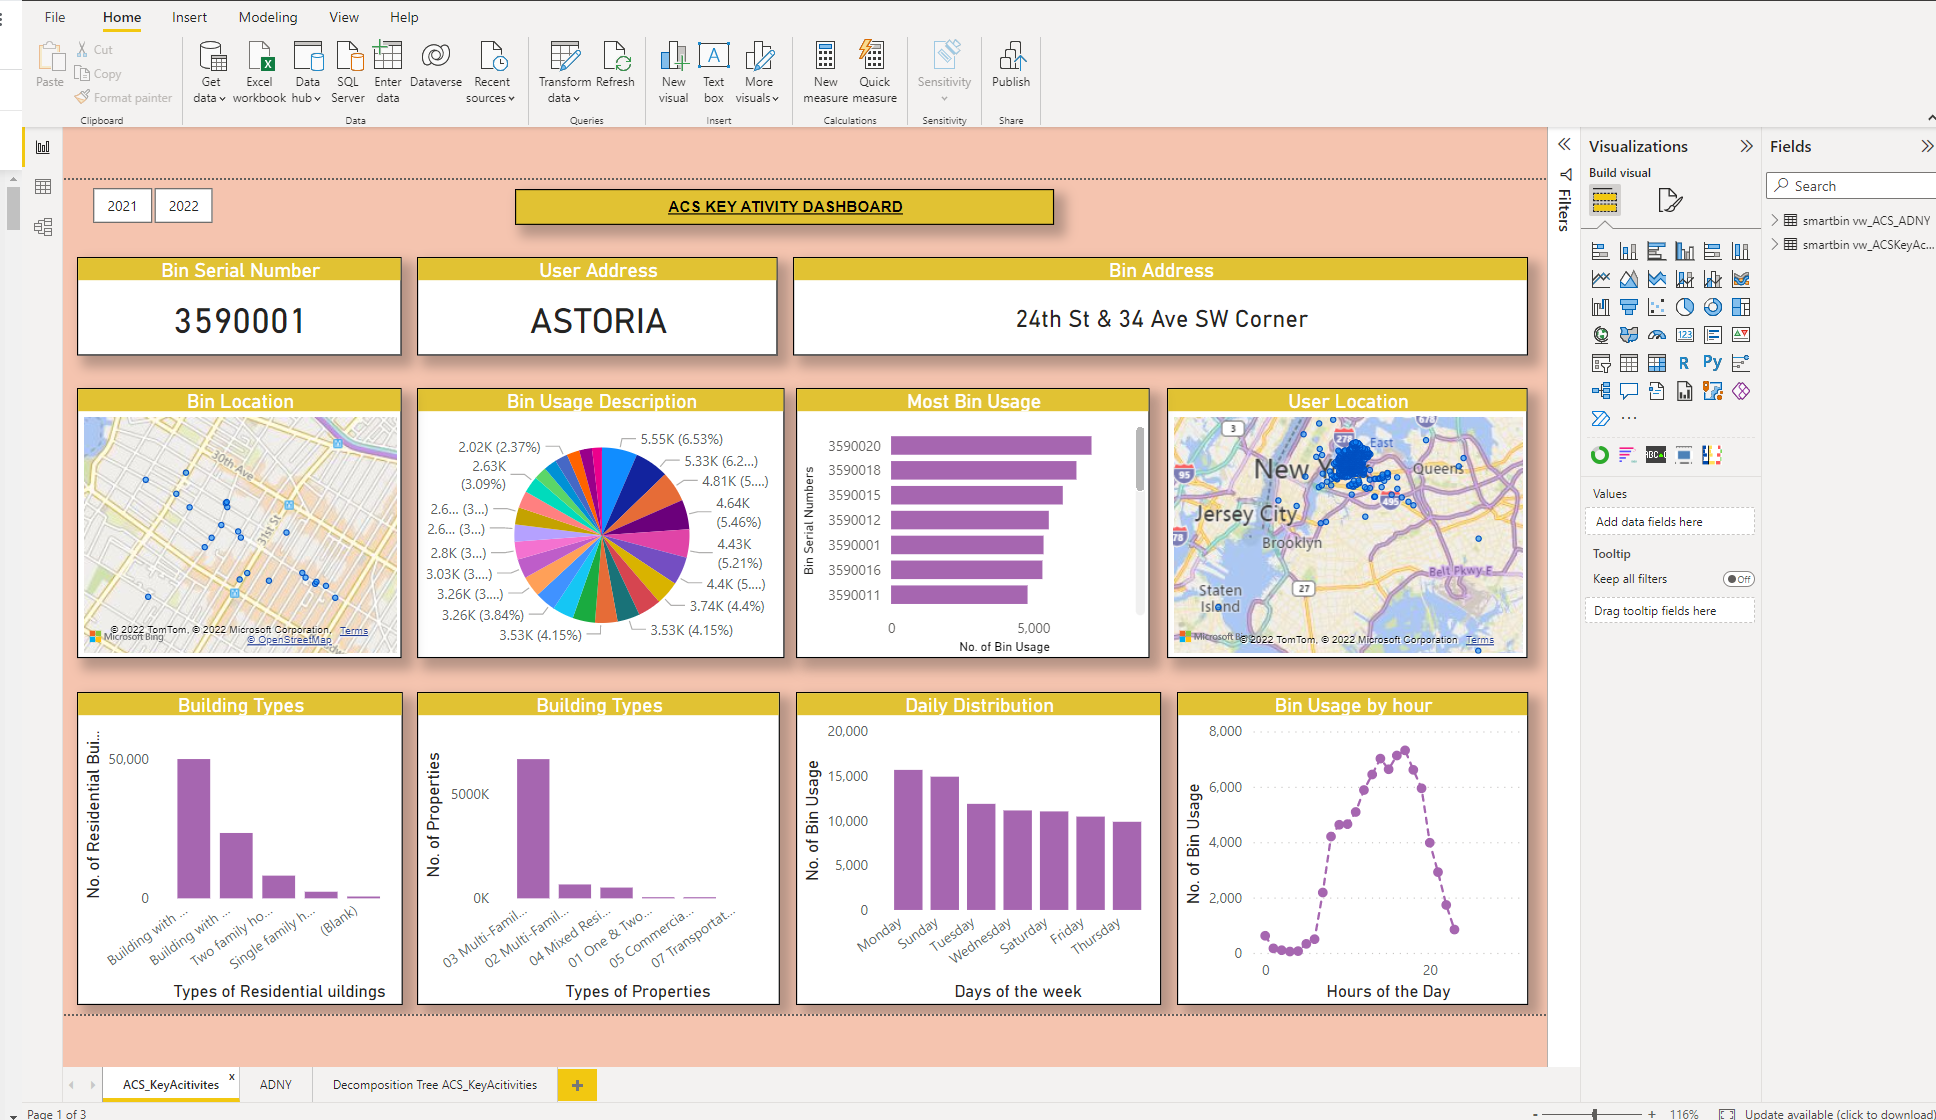 File Home Insert Modeling View Help
Paste
Cut
Copy
Format painter
Clipboard
Get data
Excel workbook
Data hub
SQL Server
Enter data
Dataverse
Recent sources
Data
Transform data
Refresh
Queries
New visual
Text box
More visuals
Insert
New measure
Quick measure
Calculations
Sensitivity
Sensitivity
Publish
Share
2021 2022
ACS KEY ATIVITY DASHBOARD
Bin Serial Number
3590001
User Address
ASTORIA
Bin Address
24th St & 34 Ave SW Corner
Bin Location
30th Ave
31st St
© 2022 TomTom, © 2022 Microsoft Corporation, Terms
© OpenStreetMap
Microsoft Bing
Bin Usage Description
5.55K (6.53%)
5.33K (6.2...)
4.81K (5....)
4.64K
(5.46%)
4.43K
(5.21%)
4.4K (5....)
3.74K (4.4%)
3.53K (4.15%)
3.53K (4.15%)
3.26K (3.84%)
3.26K (3....)
3.03K (3....)
2.8K (3...)
2.6... (3...)
2.6... (3...)
2.63K
(3.09%)
2.02K (2.37%)
Most Bin Usage
Bin Serial Numbers
3590020
3590018
3590015
3590012
3590001
3590016
3590011
0 5,000
No. of Bin Usage
User Location
3
278
678
East
New Y
Queens
95
495
Jersey City
78
Brooklyn
Belt Pkwy E
27
Staten
Island
Microsoft Bi
© 2022 TomTom, © 2022 Microsoft Corporation Terms
Building Types
No. of Residential Bui...
50,000
0
Building with ...
Building with ...
Two family ho...
Single family h...
(Blank)
Types of Residential uildings
Building Types
No. of Properties
5000K
0K
03 Multi-Famil...
02 Multi-Famil...
04 Mixed Resi...
01 One & Two...
05 Commercia...
07 Transportat...
Types of Properties
Daily Distribution
No. of Bin Usage
20,000
15,000
10,000
5,000
0
Monday
Sunday
Tuesday
Wednesday
Saturday
Friday
Thursday
Days of the week
Bin Usage by hour
No. of Bin Usage
8,000
6,000
4,000
2,000
0
0 20
Hours of the Day
Filters
Visualizations
Build visual
123
R
Py
ABC
Values
Add data fields here
Tooltip
Keep all filters
Off
Drag tooltip fields here
Fields
Search
smartbin vw_ACS_ADNY
smartbin vw_ACSKeyAc...
ACS_KeyAcitivites x
ADNY
Decomposition Tree ACS_KeyAcitivities
+
Page 1 of 3
- + 116%
Update available (click to download)